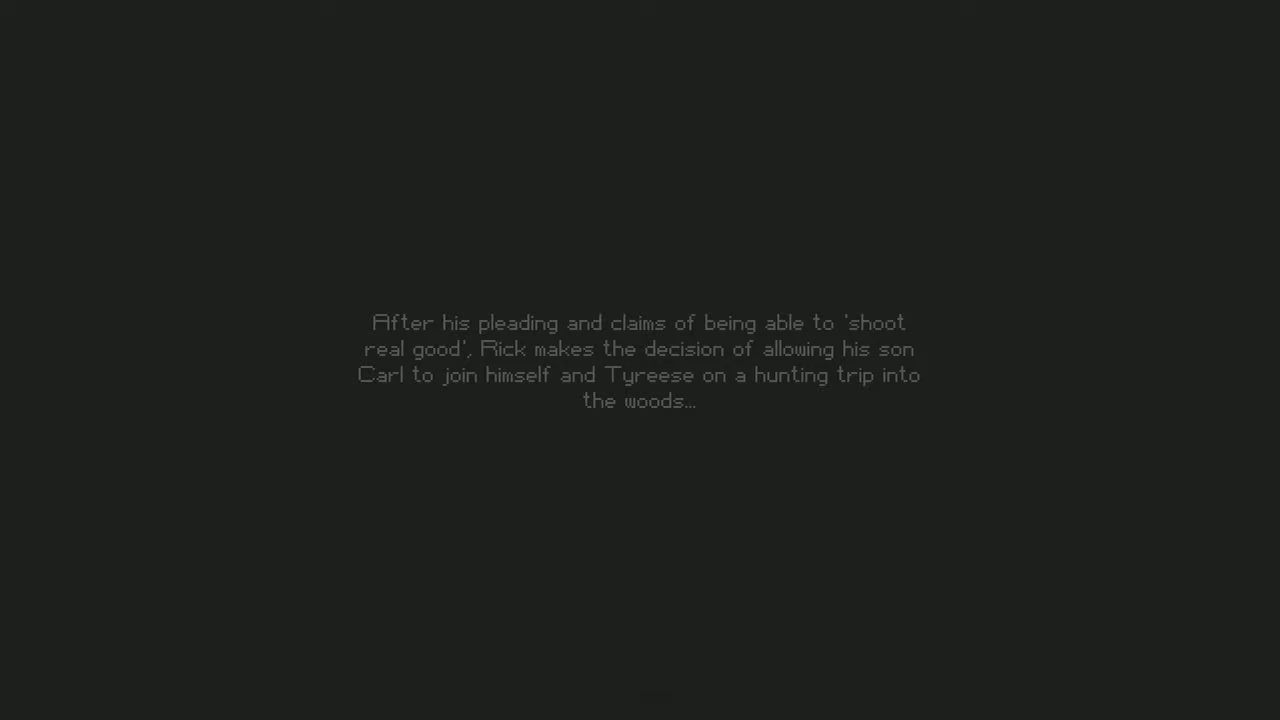 After his pleading and claims of being able to 'shoot
real good', Rick makes the decision of allowing his son
Carl to join himself and Tyreese on a hunting trip into
the woods...